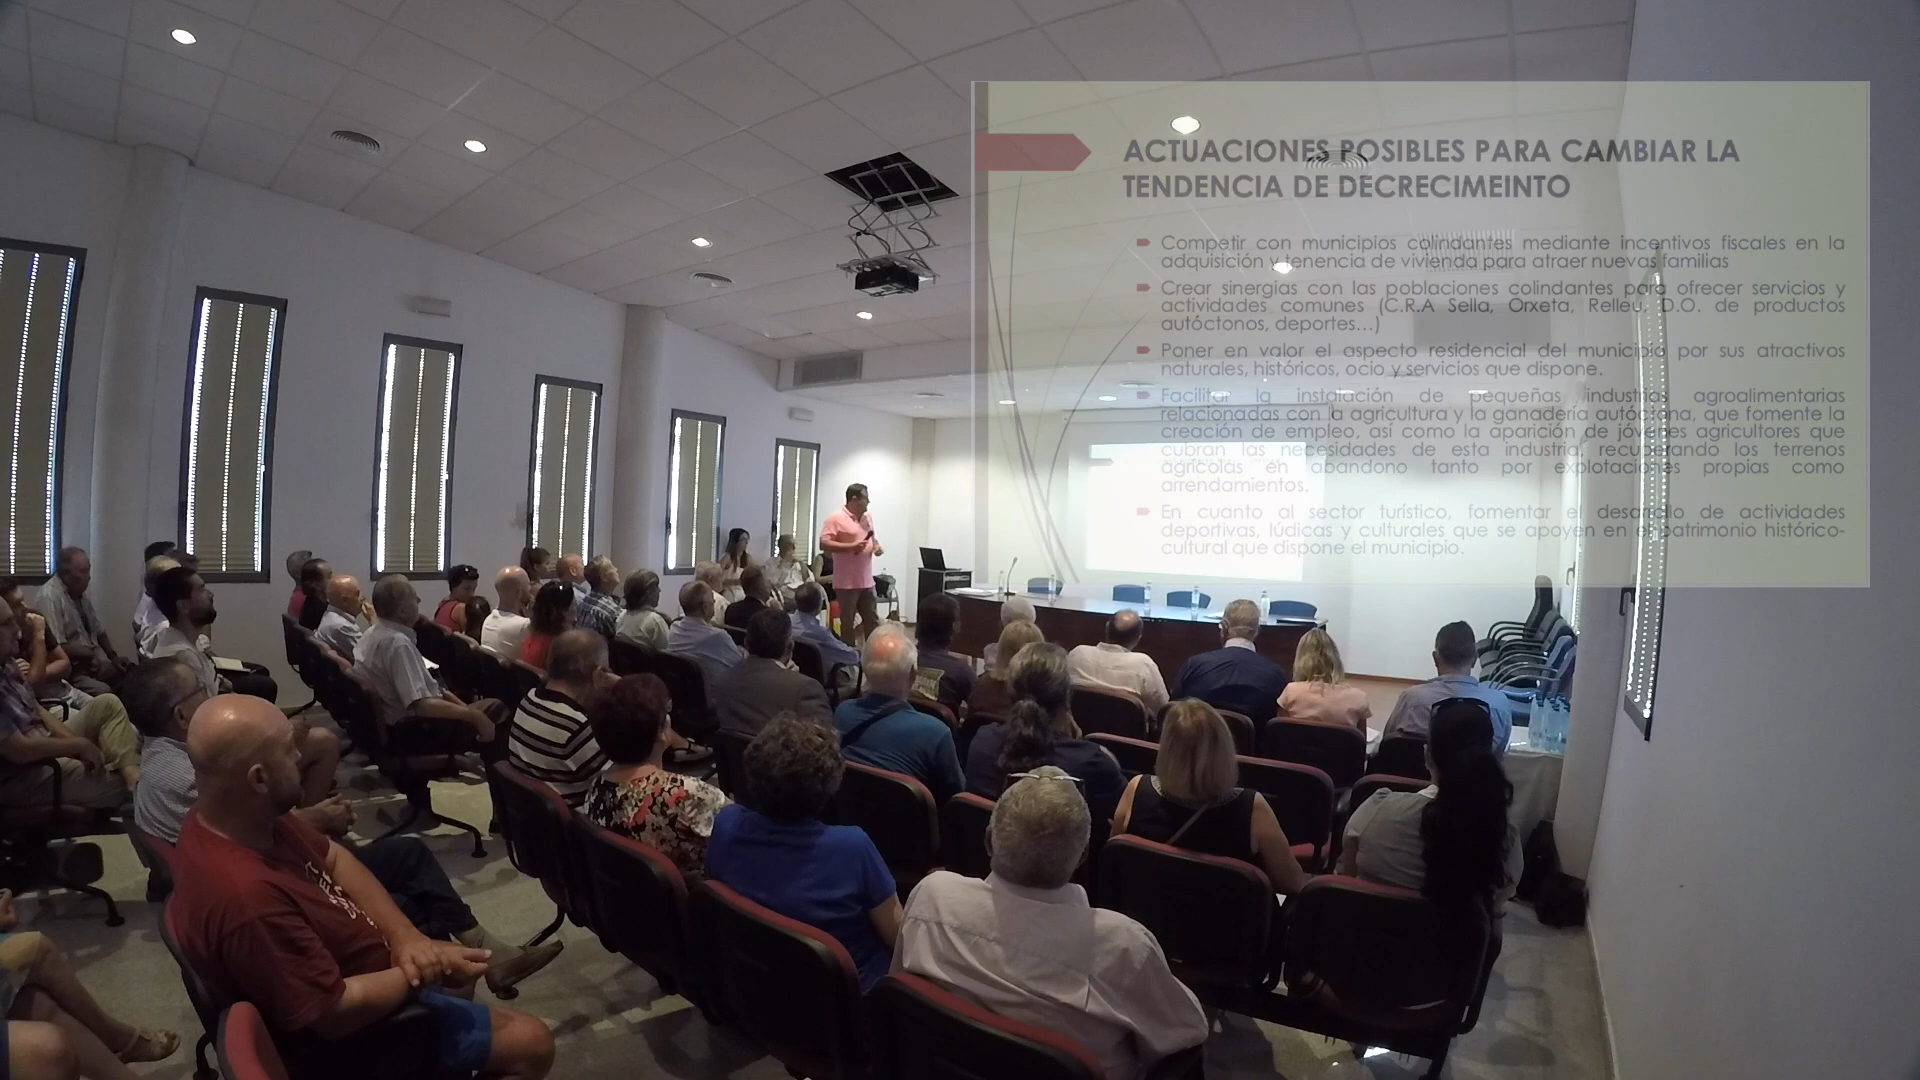 ACTUACIONES POSIBLES PARA CAMBIAR LA
TENDENCIA DE DECRECIMEINTO
Competir con municipios colindantes mediante incentivos fiscales en la
adquisición y tenencia de vivienda para atraer nuevas familias
Crear sinergias con las poblaciones colindantes para ofrecer servicios y
actividades comunes (C.R.A Sella, Orxeta, Relleu, D.O. de productos
autóctonos, deportes...)
Poner en valor el aspecto residencial del municipio por sus atractivos
naturales, históricos, ocio y servicios que dispone.
Facilitar la instalación de pequeñas industrias agroalimentarias
relacionadas con la agricultura y la ganadería autóctona, que fomente la
creación de empleo, así como la aparición de jóvenes agricultores que
cubran las necesidades de esta industria recuperando los terrenos
agrícolas en abandono tanto por explotaciones propias como
arrendamientos.
En cuanto al sector turístico, fomentar el desarrollo de actividades
deportivas, lúdicas y culturales que se apoyen en el patrimonio histórico-
cultural que dispone el municipio.